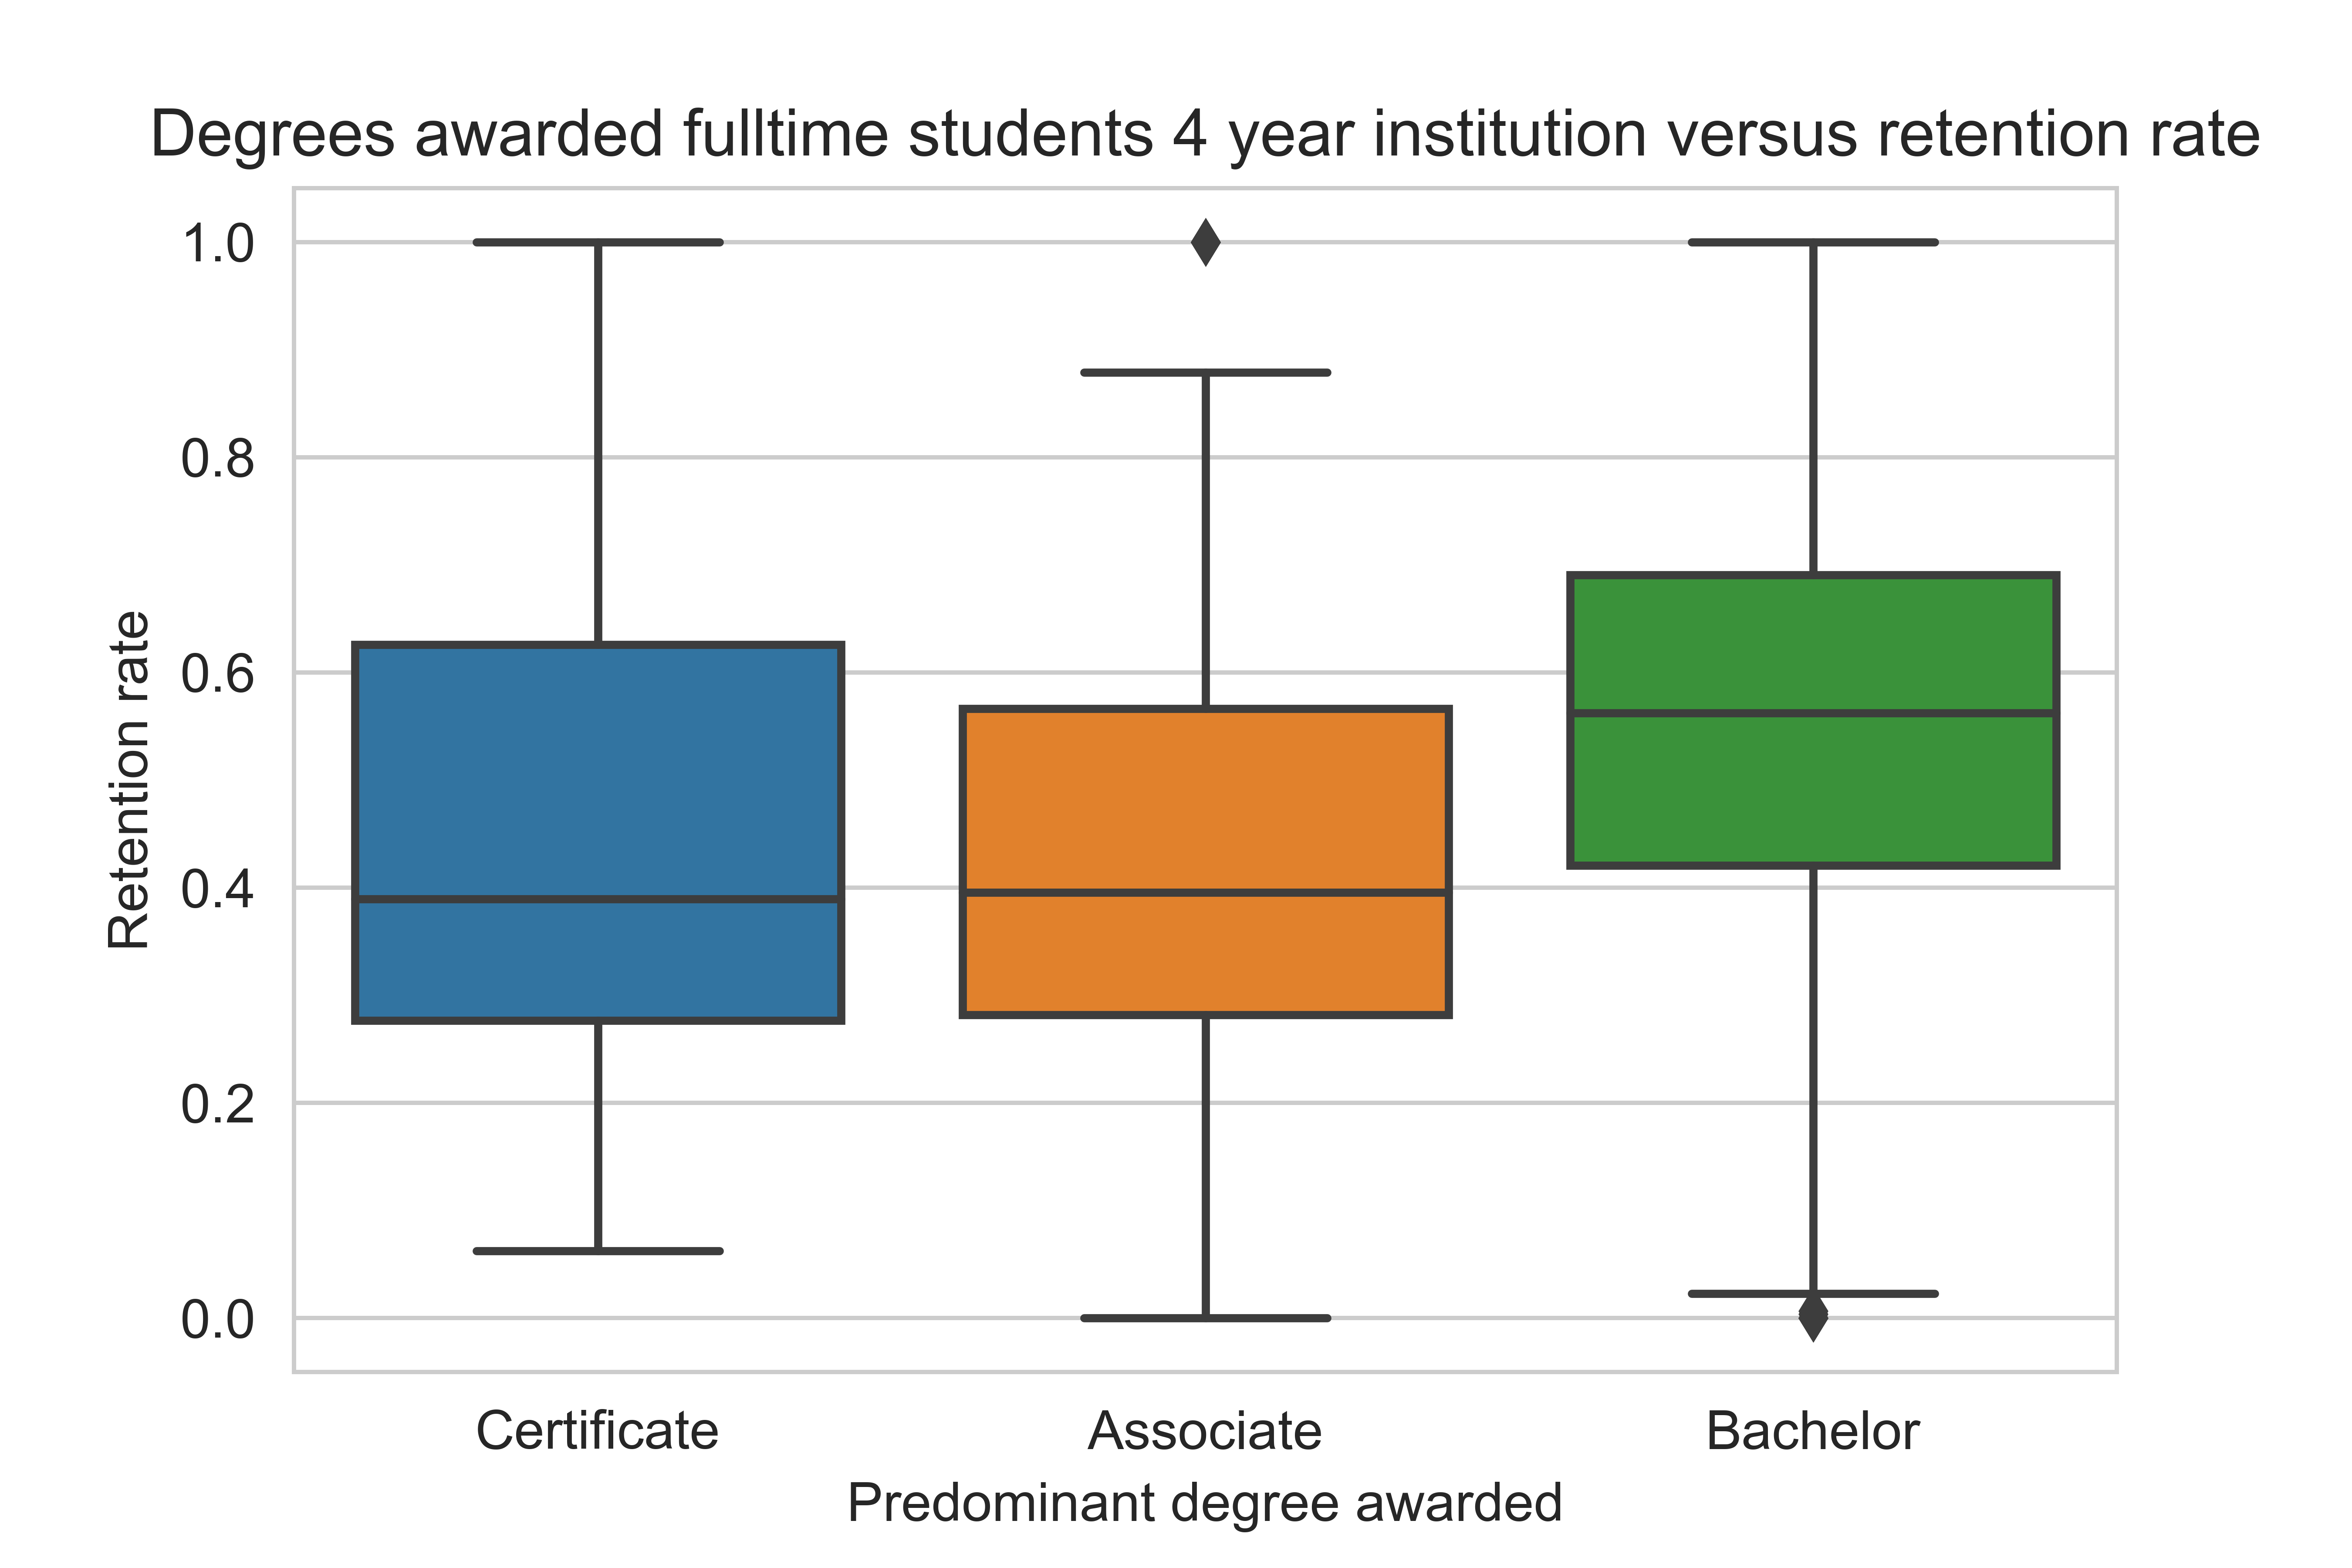 Degrees awarded fulltime students 4 year institution versus retention rate
1.0
0.8
0.6
0.4
0.2
0.0
Retention rate
Certificate Associate Bachelor
Predominant degree awarded